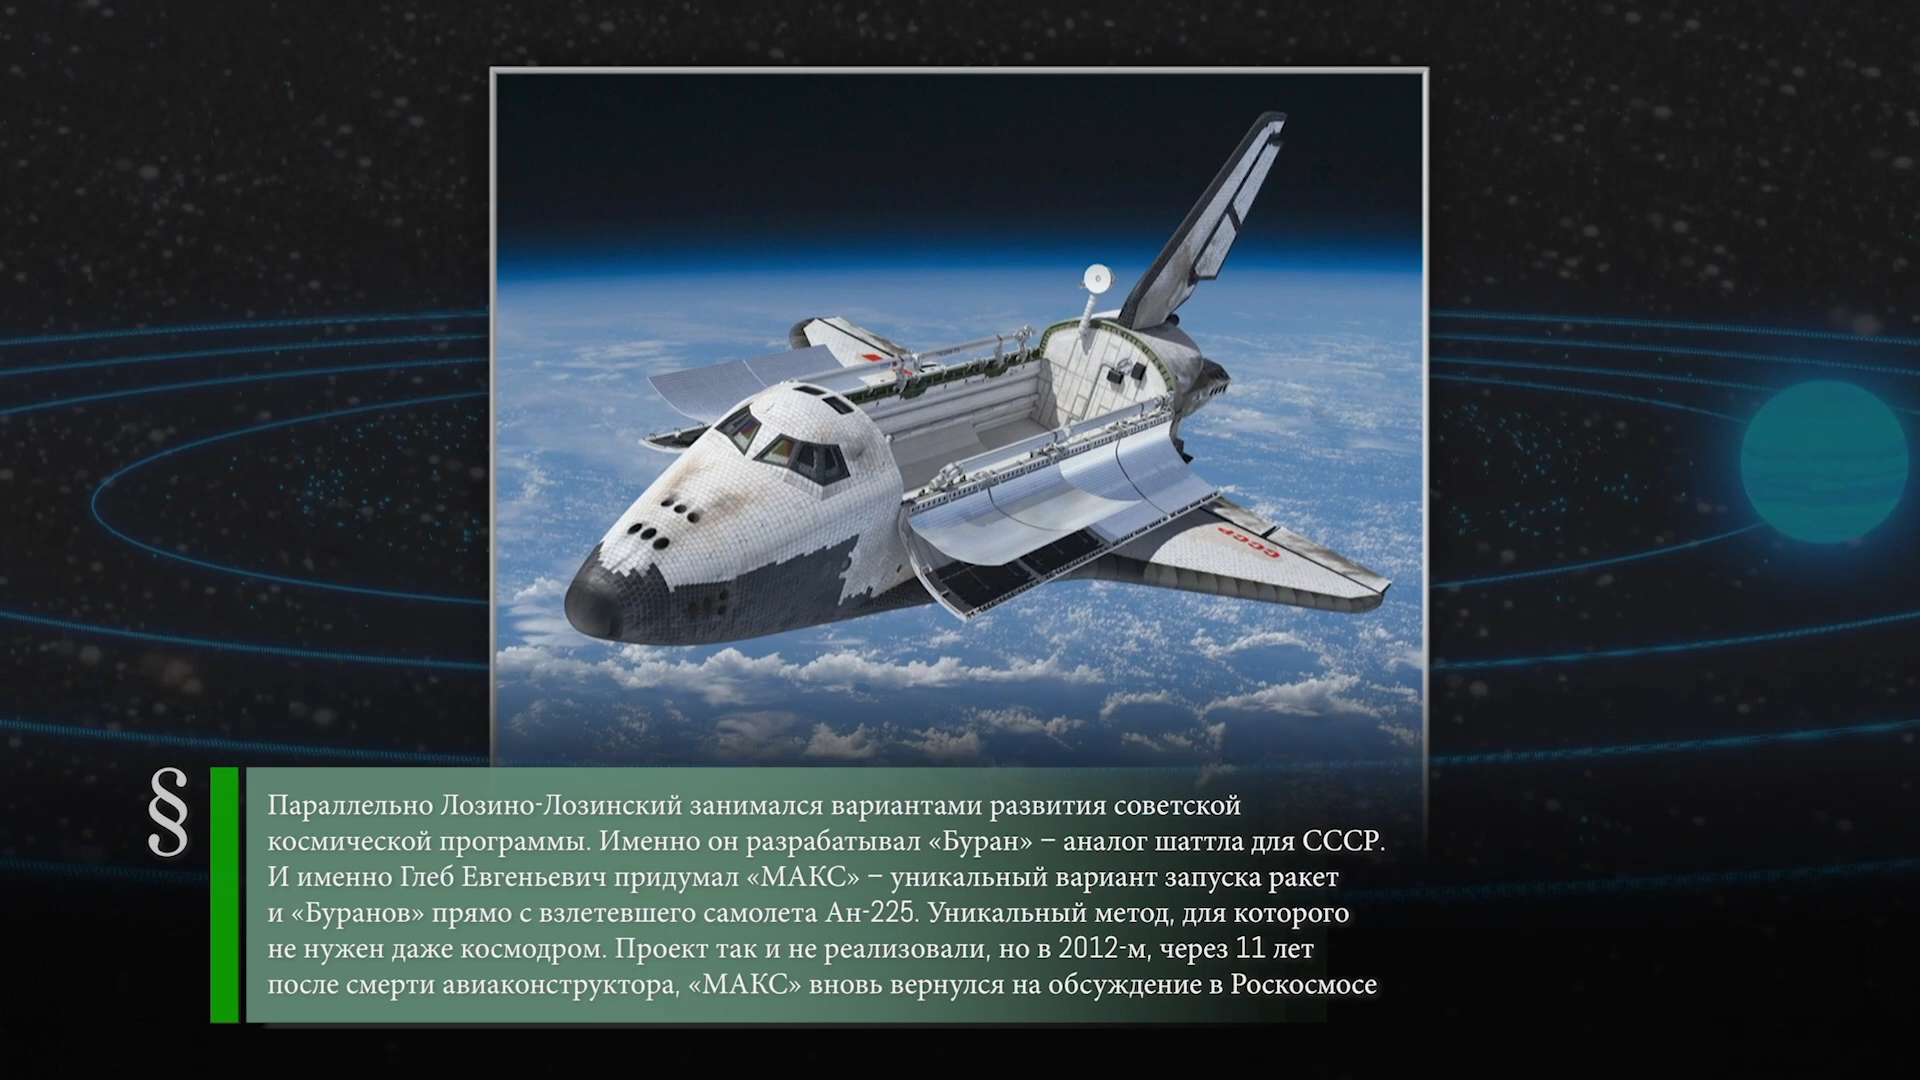 СССР
§
Параллельно Лозино-Лозинский занимался вариантами развития советской
космической программы. Именно он разрабатывал «Буран» – аналог шаттла для СССР.
И именно Глеб Евгеньевич придумал «МАКС» – уникальный вариант запуска ракет
и «Буранов» прямо с взлетевшего самолета Ан-225. Уникальный метод, для которого
не нужен даже космодром. Проект так и не реализовали, но в 2012-м, через 11 лет
после смерти авиаконструктора, «МАКС» вновь вернулся на обсуждение в Роскосмосе